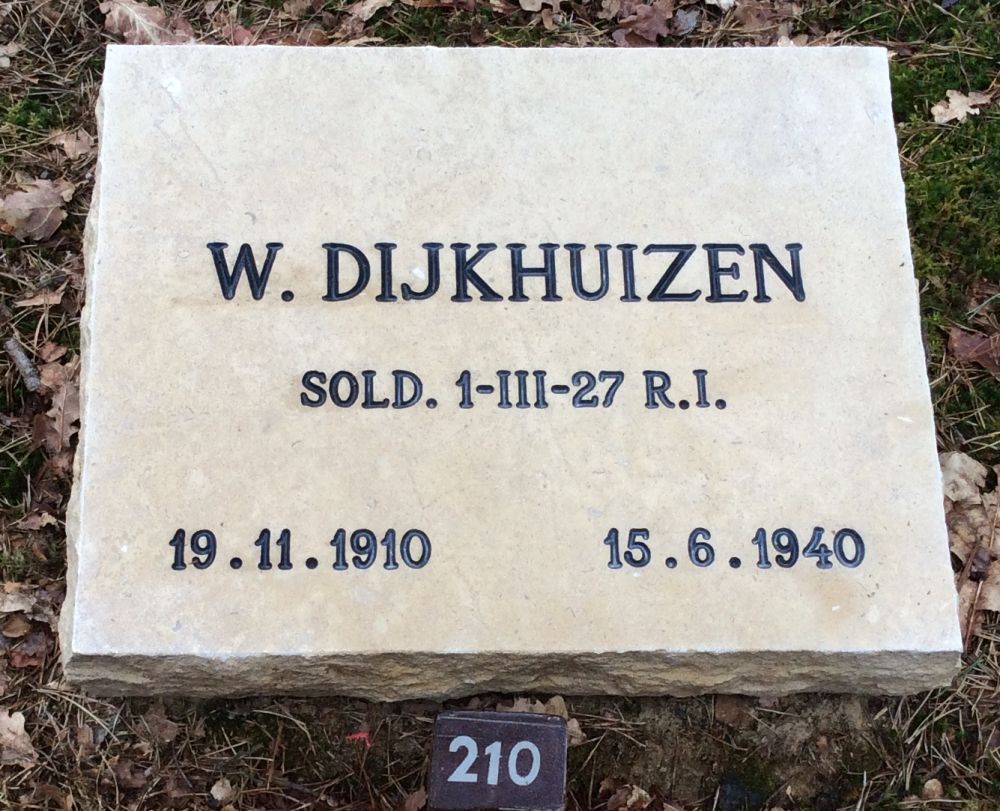 W. DIJKHUIZEN
SOLD. 1-III-27 R.I.
19.11.1910 15.6.1940
210